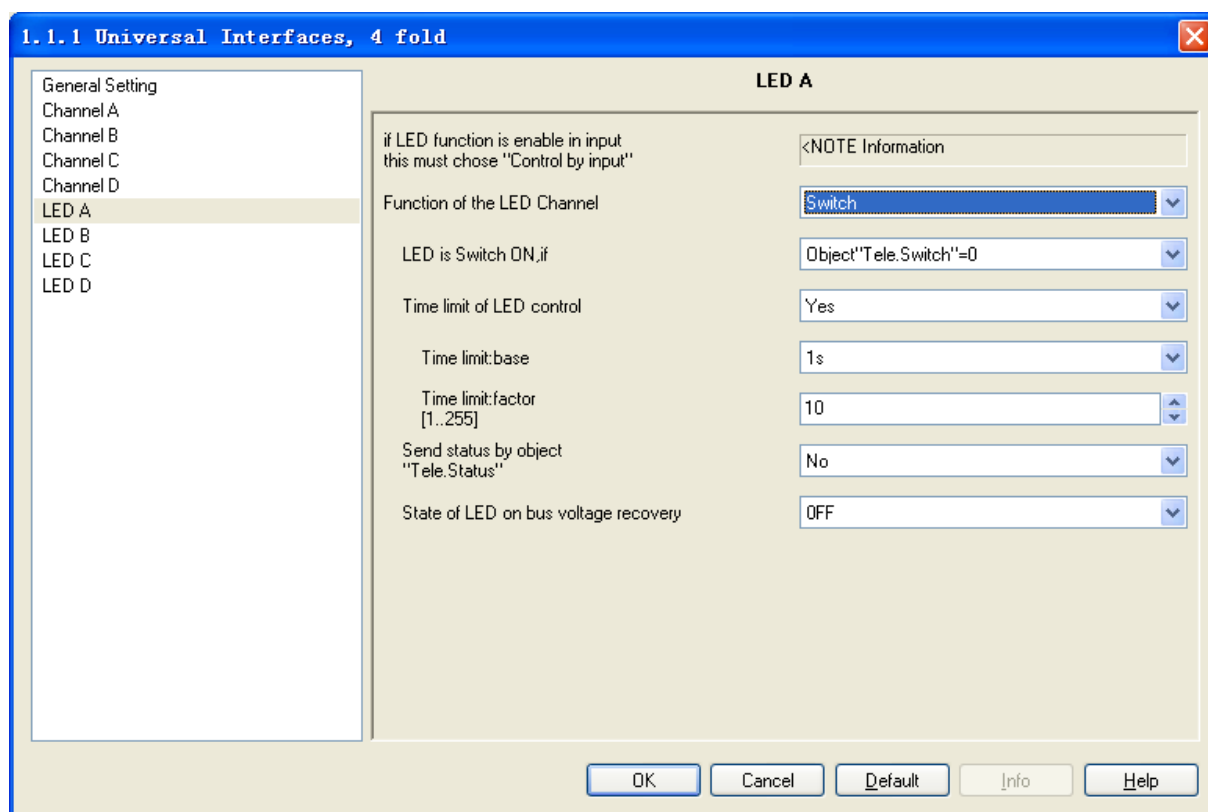 1.1.1 Universal Interfaces, 4 fold
General Setting
Channel A
Channel B
Channel C
Channel D
LED A
LED B
LED C
LED D
LED A
if LED function is enable in input
this must chose "Control by input"
<NOTE Information
Function of the LED Channel
Switch
LED is Switch ON,if
Object"Tele.Switch"=0
Time limit of LED control
Yes
Time limit:base
1s
Time limit:factor
[1..255]
10
Send status by object
"Tele.Status"
No
State of LED on bus voltage recovery
OFF
OK
Cancel
Default
Info
Help